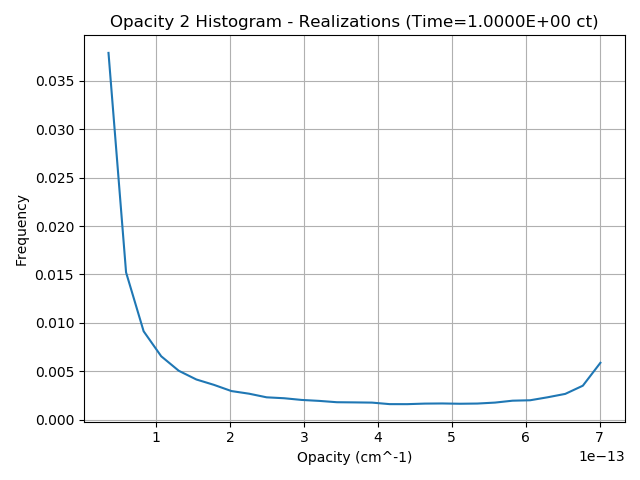 Opacity 2 Histogram - Realizations (Time=1.0000E+00 ct)
0.035
0.030
0.025
0.020
0.015
0.010
0.005
0.000
Frequency
1 2 3 4 5 6 7
Opacity (cm^-1)
1e−13